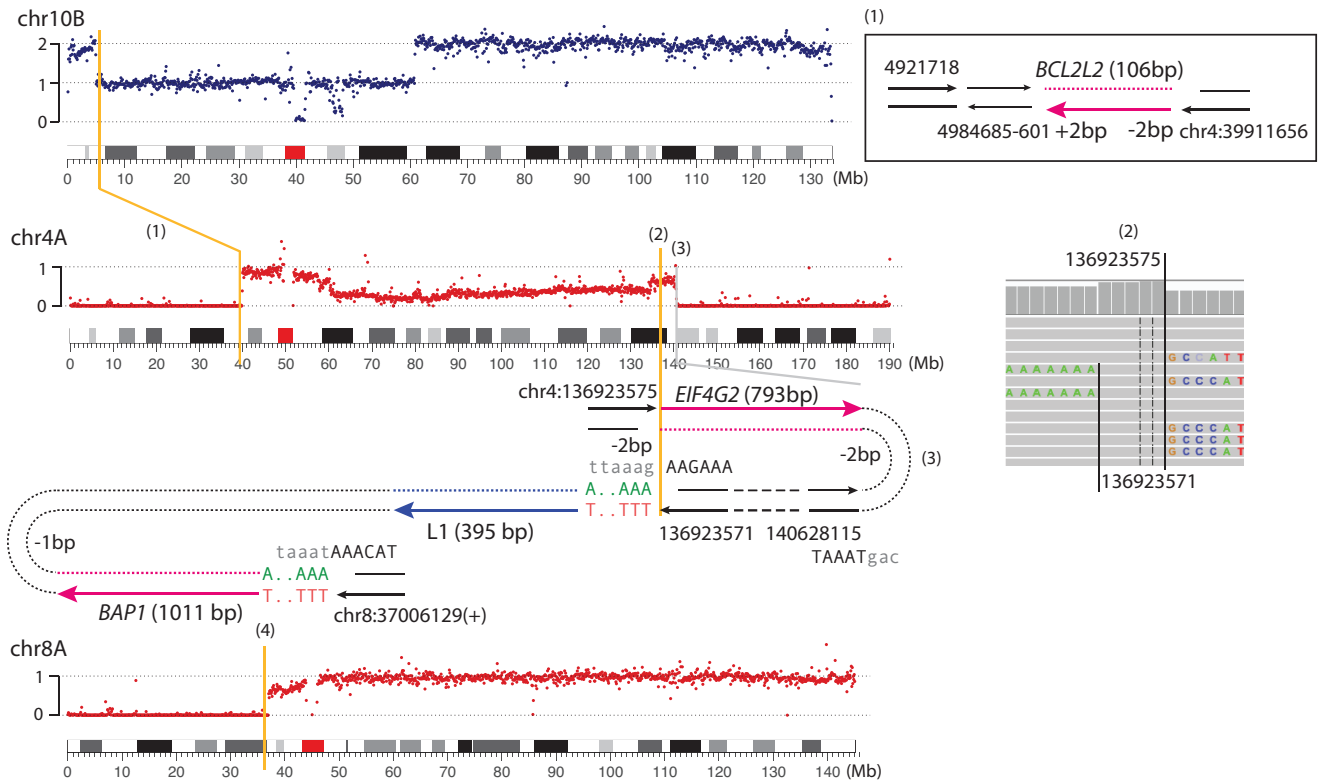 chr10B
2
1
0
0 10 20 30 40 50 60 70 80 90 100 110 120 130 (Mb)
(1)
4921718
BCL2L2 (106bp)
4984685-601 +2bp -2bp chr4:39911656
(1)
chr4A
(2)
(3)
1
0
0 10 20 30 40 50 60 70 80 90 100 110 120 130 140 150 160 170 180 190 (Mb)
(2)
136923575
GCCATT
AAAAAAA
GCCCAT
AAAAAAA
GCCCAT
GCCCAT
GCCCAT
136923571
chr4:136923575
EIF4G2 (793bp)
-2bp
-2bp
(3)
ttaaag AAGAAA
A..AAA
T..TTT
L1 (395 bp)
136923571 140628115
TAAATgac
-1bp
taaatAAACAT
A..AAA
T..TTT
BAP1 (1011 bp)
chr8:37006129(+)
(4)
chr8A
1
0
0 10 20 30 40 50 60 70 80 90 100 110 120 130 140 (Mb)